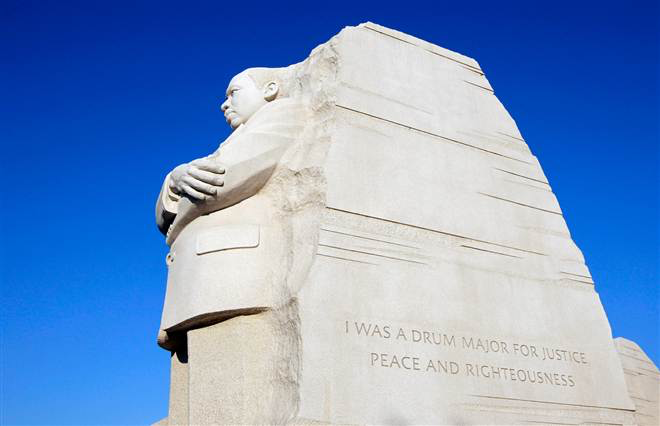 I WAS A DRUM MAJOR FOR JUSTICE
PEACE AND RIGHTEOUSNESS